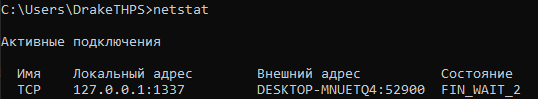 C:\Users\DrakeTHPS>netstat
Активные подключения
Имя Локальный адрес Внешний адрес Состояние
TCP 127.0.0.1:1337 DESKTOP-MNUETQ4:52900 FIN_WAIT_2